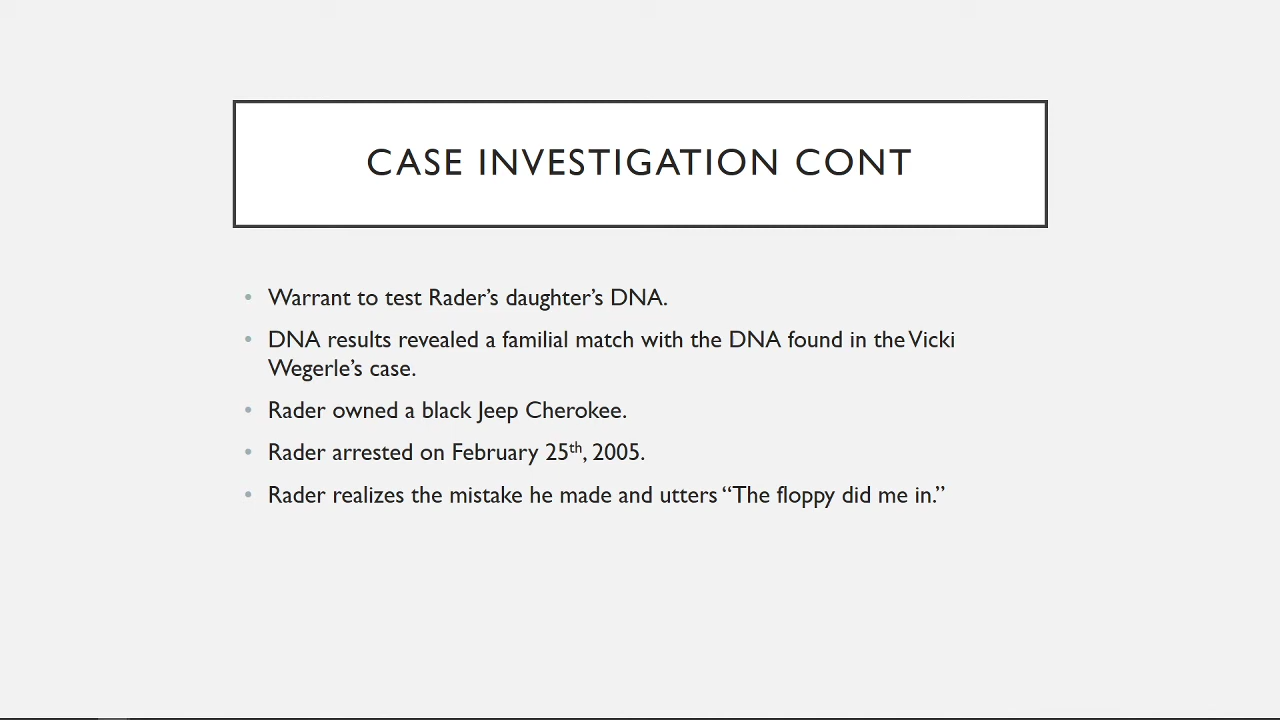 CASE INVESTIGATION CONT
• Warrant to test Rader’s daughter’s DNA.
• DNA results revealed a familial match with the DNA found in the Vicki
Wegerle’s case.
• Rader owned a black Jeep Cherokee.
• Rader arrested on February 25th, 2005.
• Rader realizes the mistake he made and utters “The floppy did me in.”